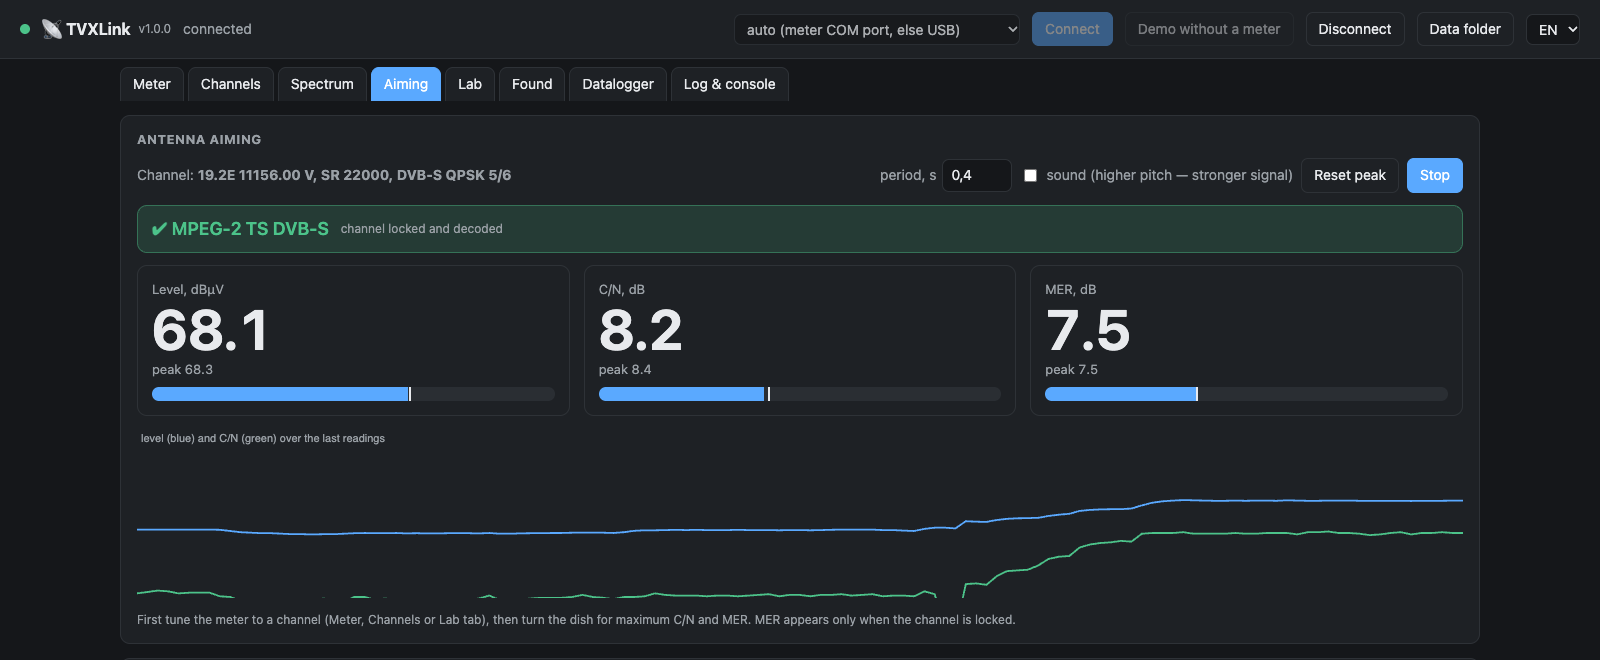 TVXLink v1.0.0 connected auto (meter COM port, else USB) Connect Demo without a meter Disconnect Data folder EN
Meter Channels Spectrum Aiming Lab Found Datalogger Log & console
ANTENNA AIMING
Channel: 19.2E 11156.00 V, SR 22000, DVB-S QPSK 5/6 period, s 0,4 sound (higher pitch — stronger signal) Reset peak Stop
✔ MPEG-2 TS DVB-S channel locked and decoded
Level, dBµV
68.1
peak 68.3
C/N, dB
8.2
peak 8.4
MER, dB
7.5
peak 7.5
level (blue) and C/N (green) over the last readings
First tune the meter to a channel (Meter, Channels or Lab tab), then turn the dish for maximum C/N and MER. MER appears only when the channel is locked.